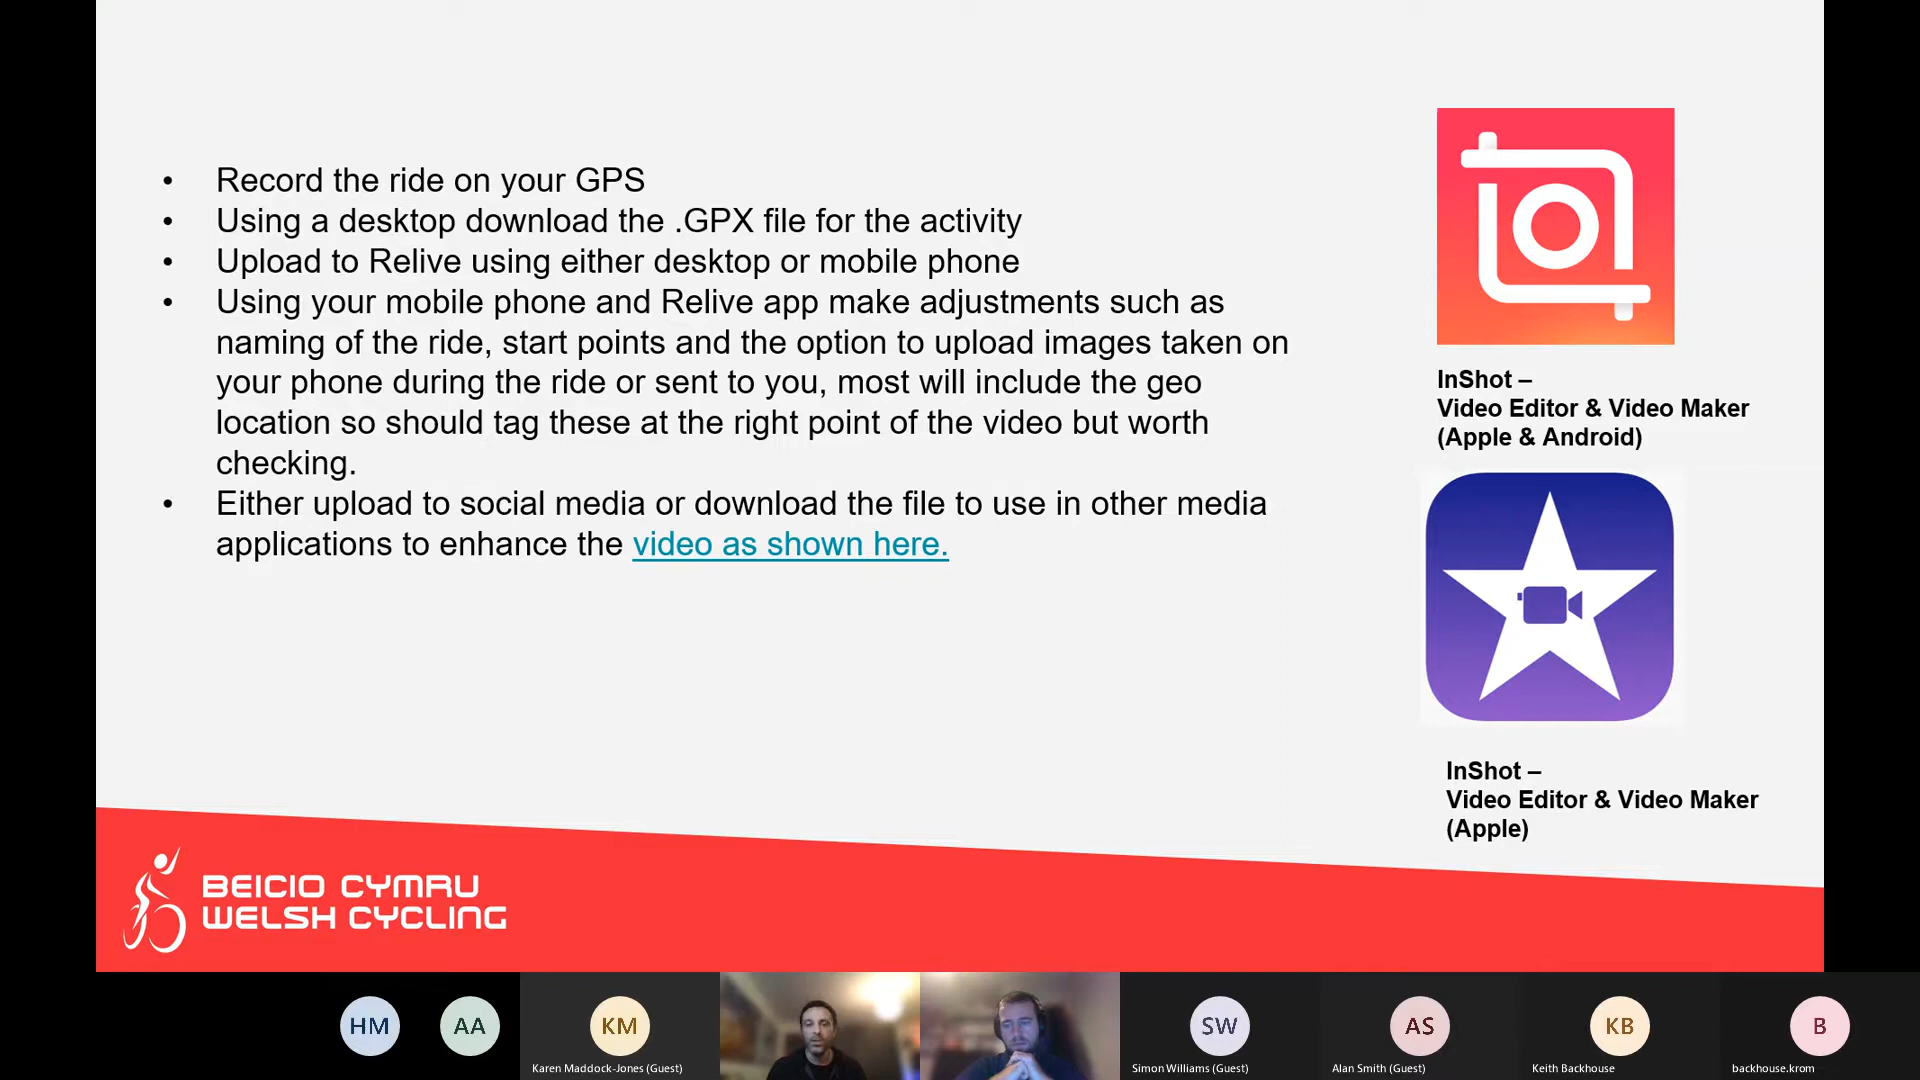 • Record the ride on your GPS
• Using a desktop download the .GPX file for the activity
• Upload to Relive using either desktop or mobile phone
• Using your mobile phone and Relive app make adjustments such as
naming of the ride, start points and the option to upload images taken on
your phone during the ride or sent to you, most will include the geo
location so should tag these at the right point of the video but worth
checking.
• Either upload to social media or download the file to use in other media
applications to enhance the video as shown here.
InShot –
Video Editor & Video Maker
(Apple & Android)
InShot –
Video Editor & Video Maker
(Apple)
BEICIO CYMRU
WELSH CYCLING
HM
AA
KM
SW
AS
KB
B
Karen Maddock-Jones (Guest)
Simon Williams (Guest)
Alan Smith (Guest)
Keith Backhouse
backhouse.krom